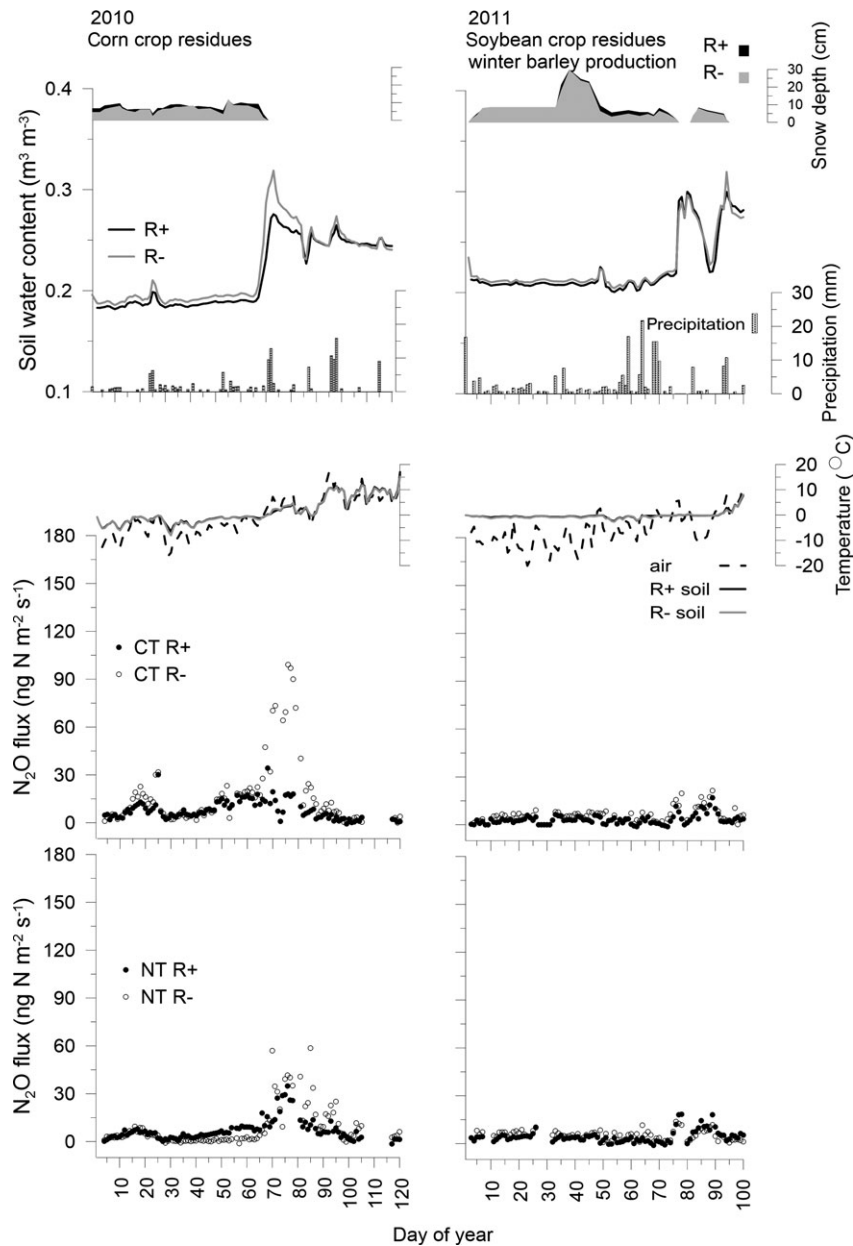 2010
Corn crop residues
2011
Soybean crop residues
winter barley production
R+
R-
30
20
10
0
Snow depth (cm)
0.4
0.3
0.2
0.1
Soil water content (m³ m⁻³)
R+
R-
Precipitation
30
20
10
0
Precipitation (mm)
20
10
0
-10
-20
Temperature (°C)
air
R+ soil
R- soil
180
150
120
90
60
30
0
N₂O flux (ng N m⁻² s⁻¹)
CT R+
CT R-
180
150
120
90
60
30
0
N₂O flux (ng N m⁻² s⁻¹)
NT R+
NT R-
10 20 30 40 50 60 70 80 90 100 110 120
10 20 30 40 50 60 70 80 90 100
Day of year